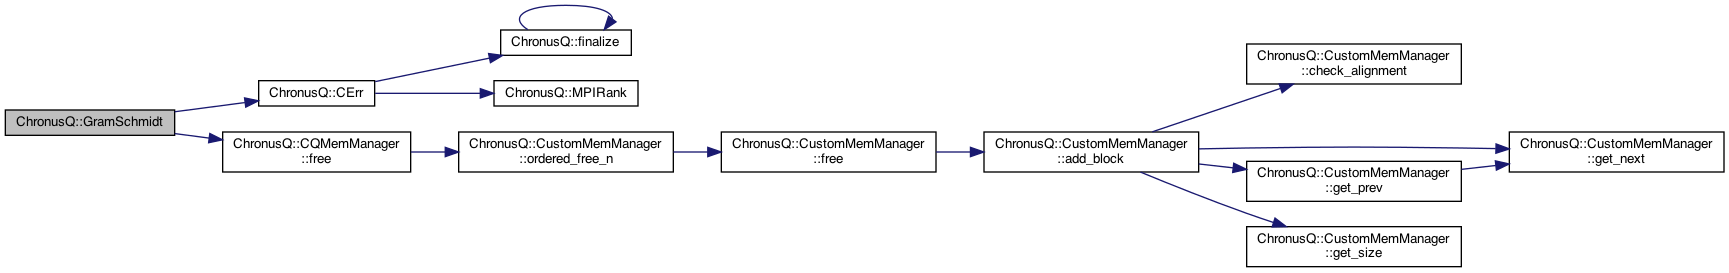 ChronusQ::GramSchmidt
ChronusQ::CErr
ChronusQ::finalize
ChronusQ::MPIRank
ChronusQ::CQMemManager
::free
ChronusQ::CustomMemManager
::ordered_free_n
ChronusQ::CustomMemManager
::free
ChronusQ::CustomMemManager
::add_block
ChronusQ::CustomMemManager
::check_alignment
ChronusQ::CustomMemManager
::get_prev
ChronusQ::CustomMemManager
::get_size
ChronusQ::CustomMemManager
::get_next